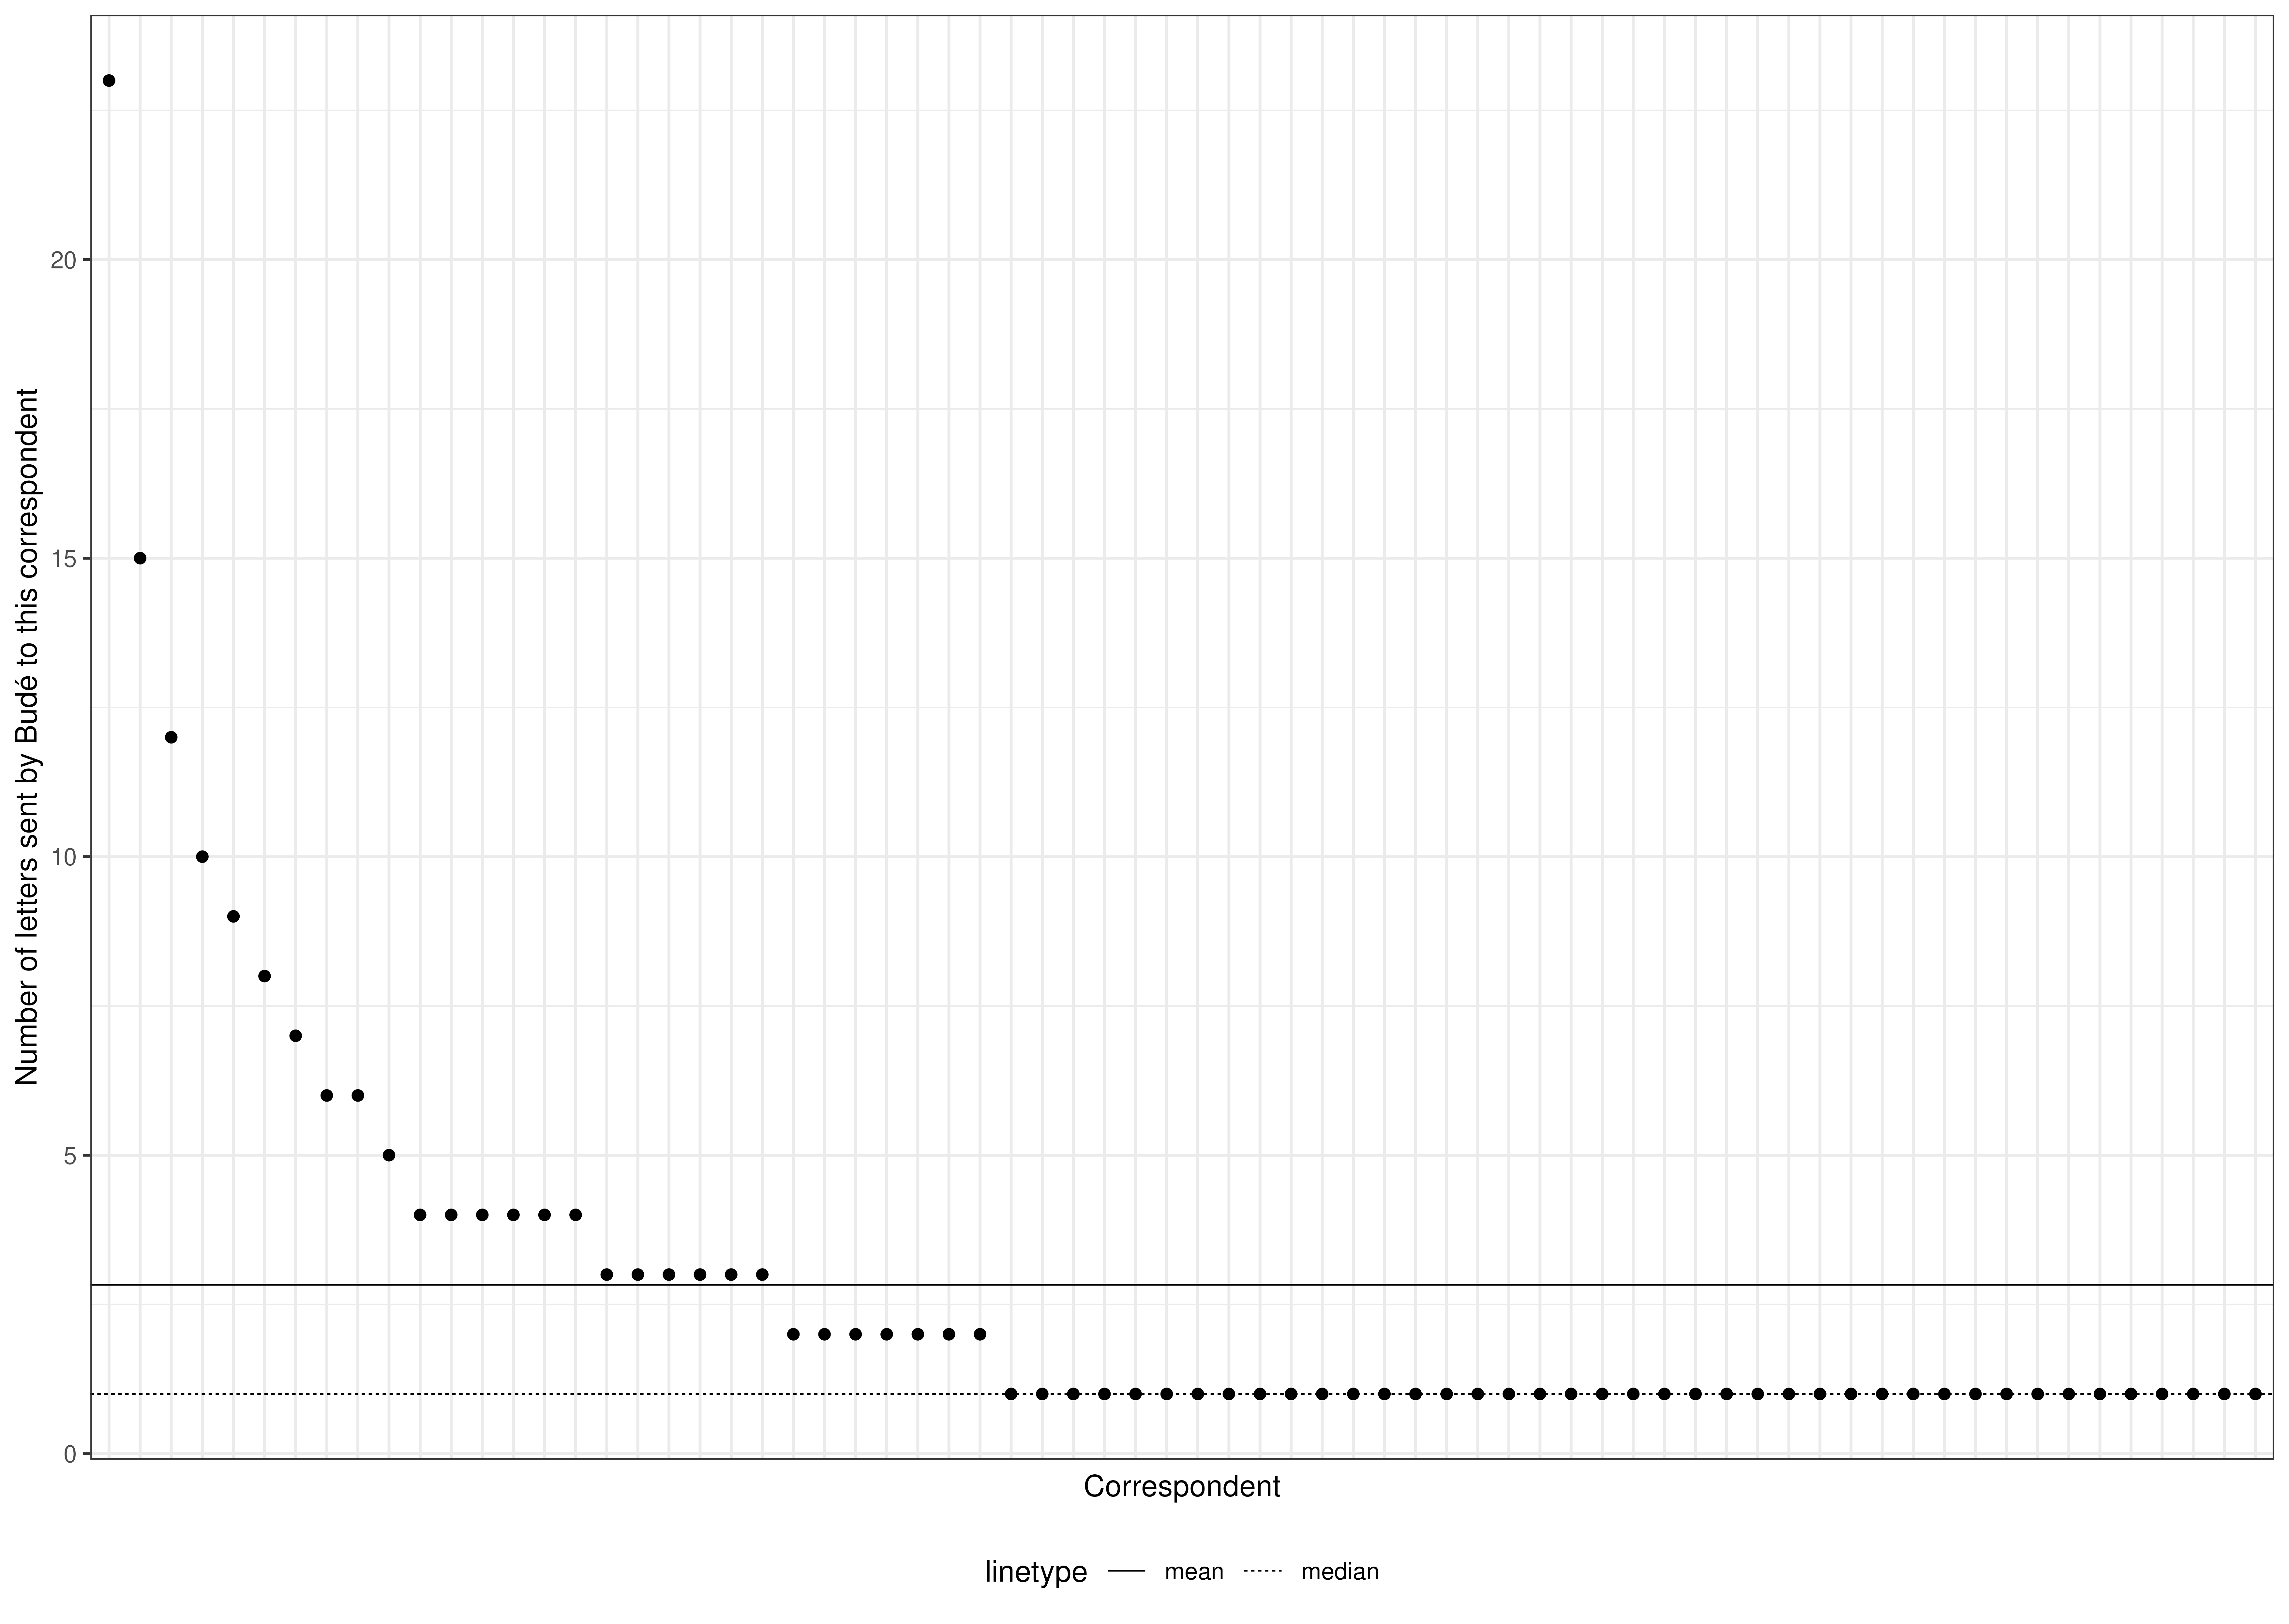 Number of letters sent by Budé to this correspondent
20
15
10
5
0
Correspondent
linetype mean median